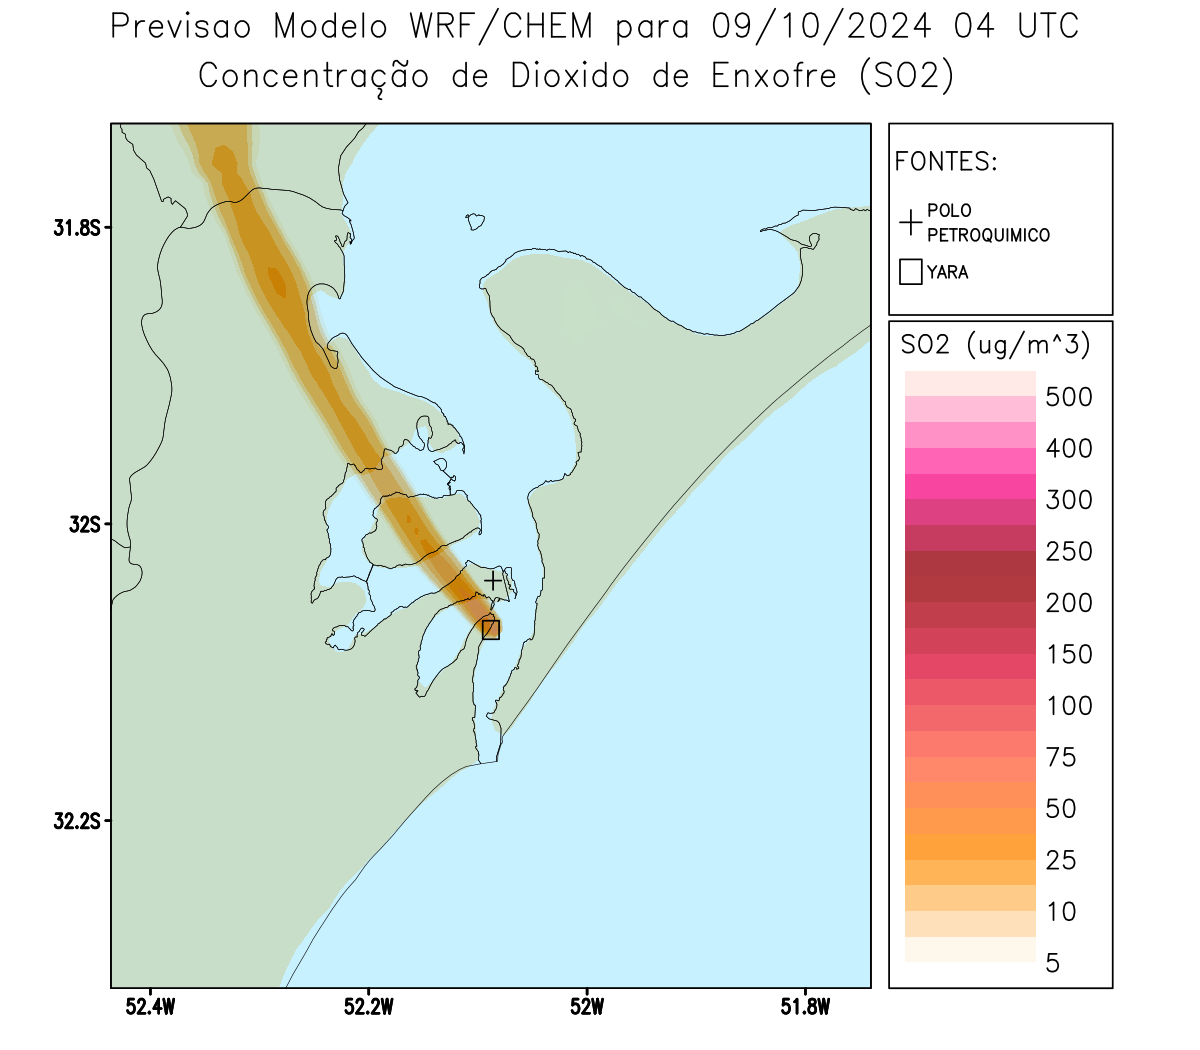 Previsao Modelo WRF/CHEM para 09/10/2024 04 UTC
Concentração de Dioxido de Enxofre (SO2)
FONTES:
POLO
PETROQUIMICO
YARA
SO2 (ug/m^3)
500
400
300
250
200
150
100
75
50
25
10
5
31.8S
32S
32.2S
52.4W
52.2W
52W
51.8W